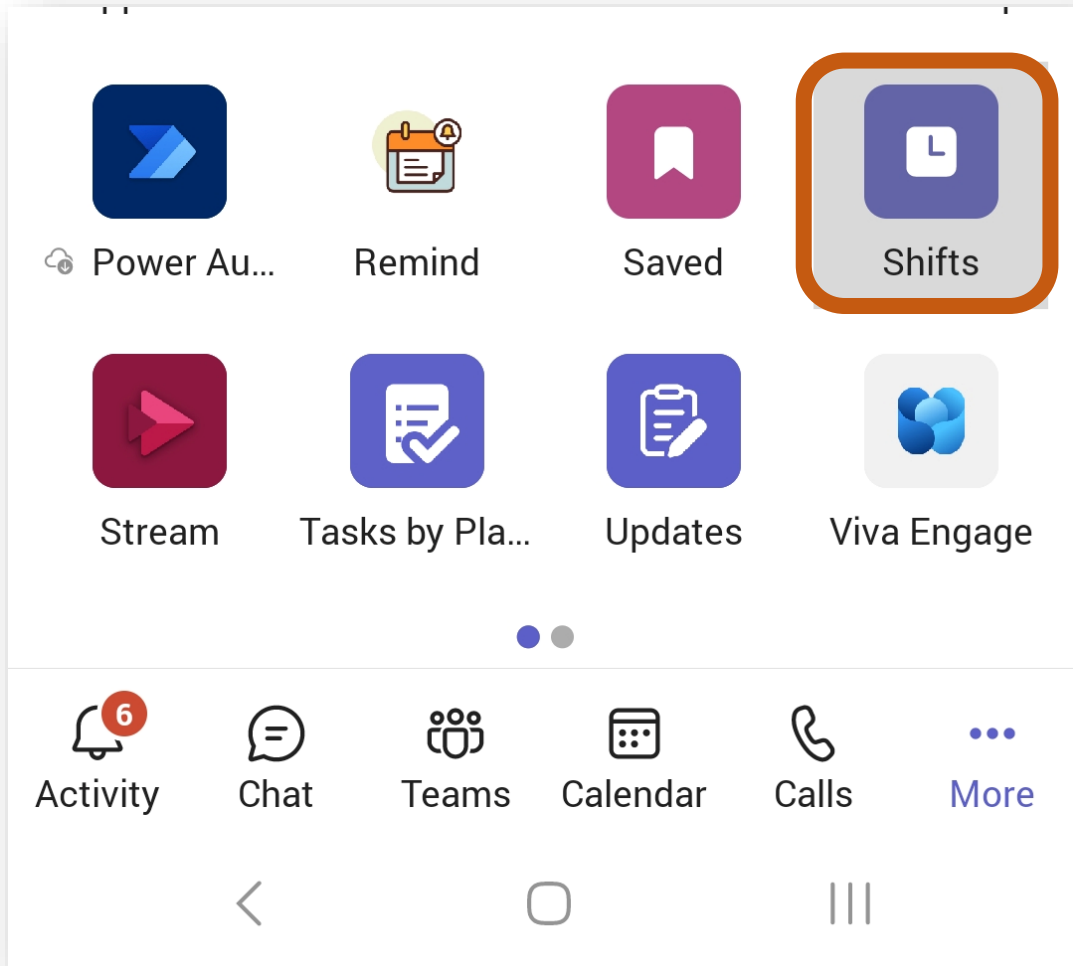 Power Au...
Remind
Saved
Shifts
Stream
Tasks by Pla...
Updates
Viva Engage
6
Activity
Chat
Teams
Calendar
Calls
More